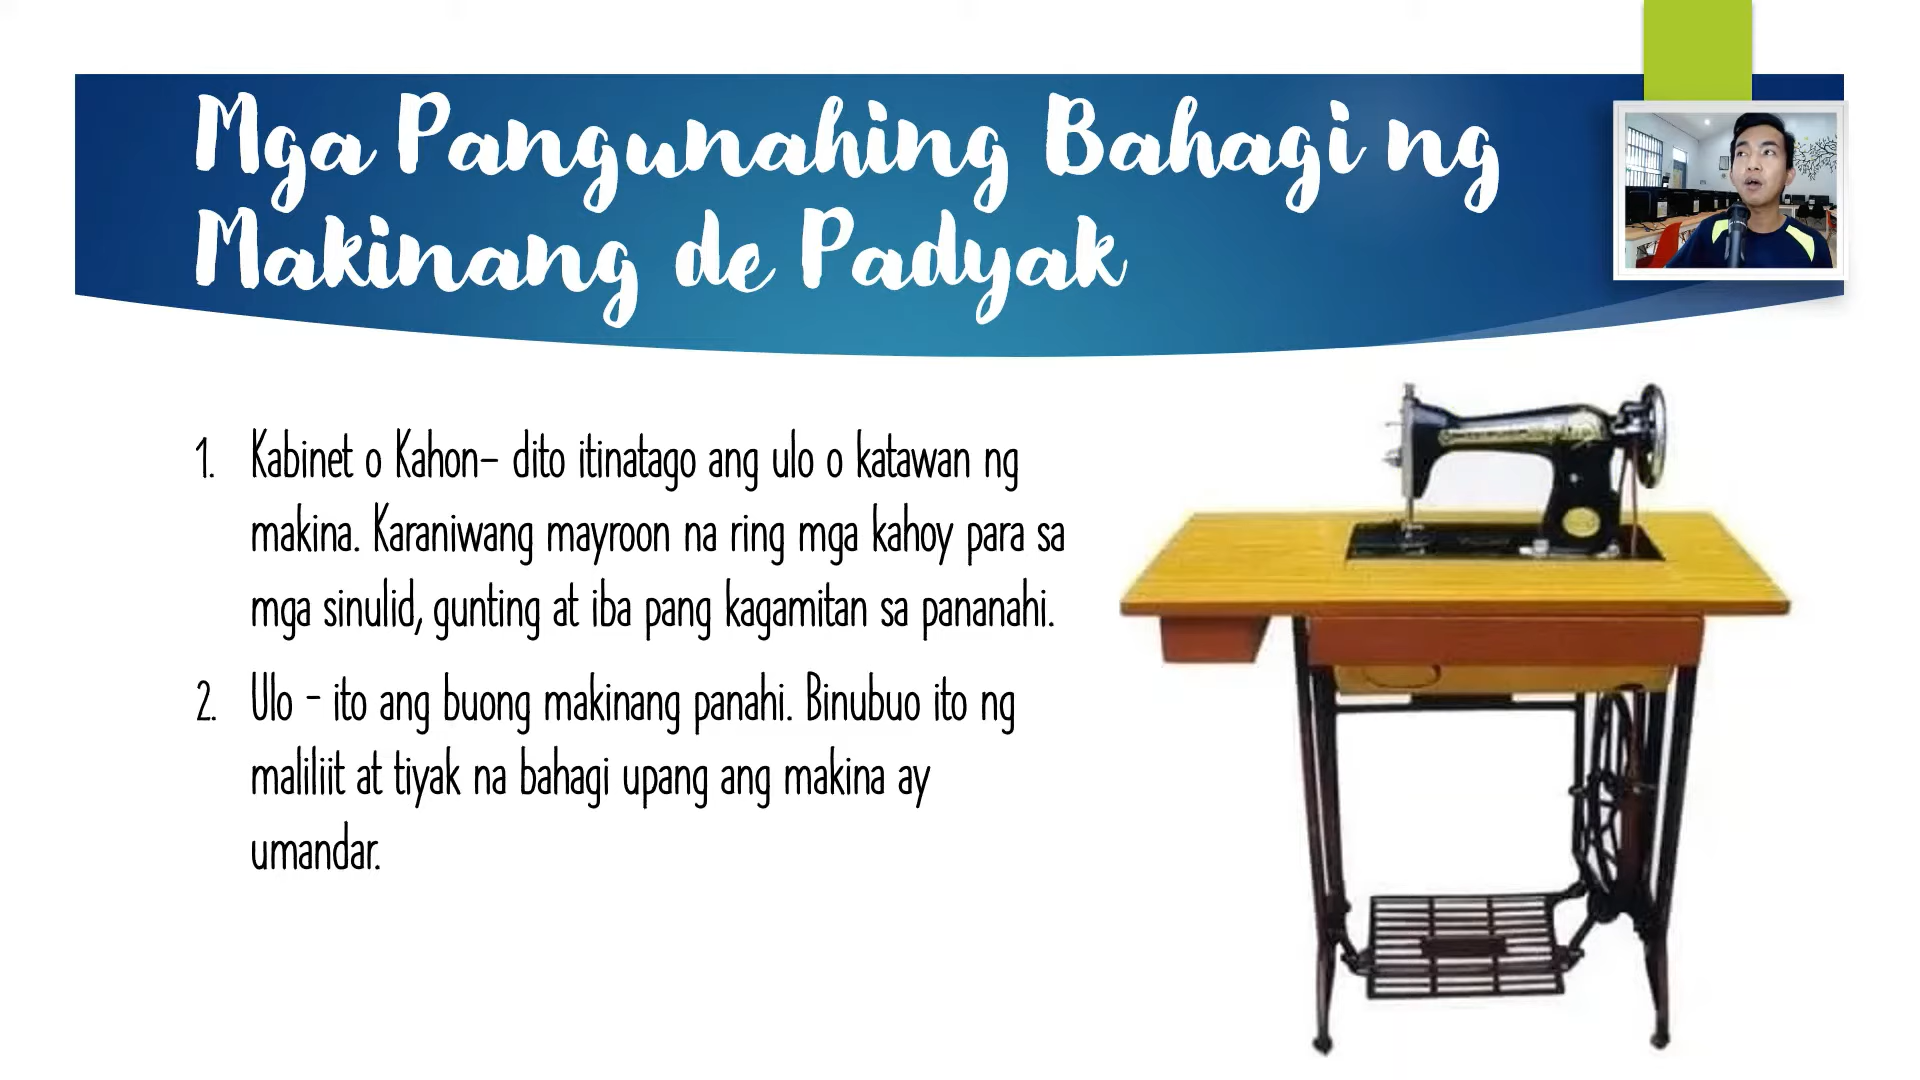 Mga Pangunahing Bahagi ng
Makinang de Padyak
1. Kabinet o Kahon- dito itinatago ang ulo o katawan ng
makina. Karaniwang mayroon na ring mga kahoy para sa
mga sinulid, gunting at iba pang kagamitan sa pananahi.
2. Ulo - ito ang buong makinang panahi. Binubuo ito ng
maliliit at tiyak na bahagi upang ang makina ay
umandar.